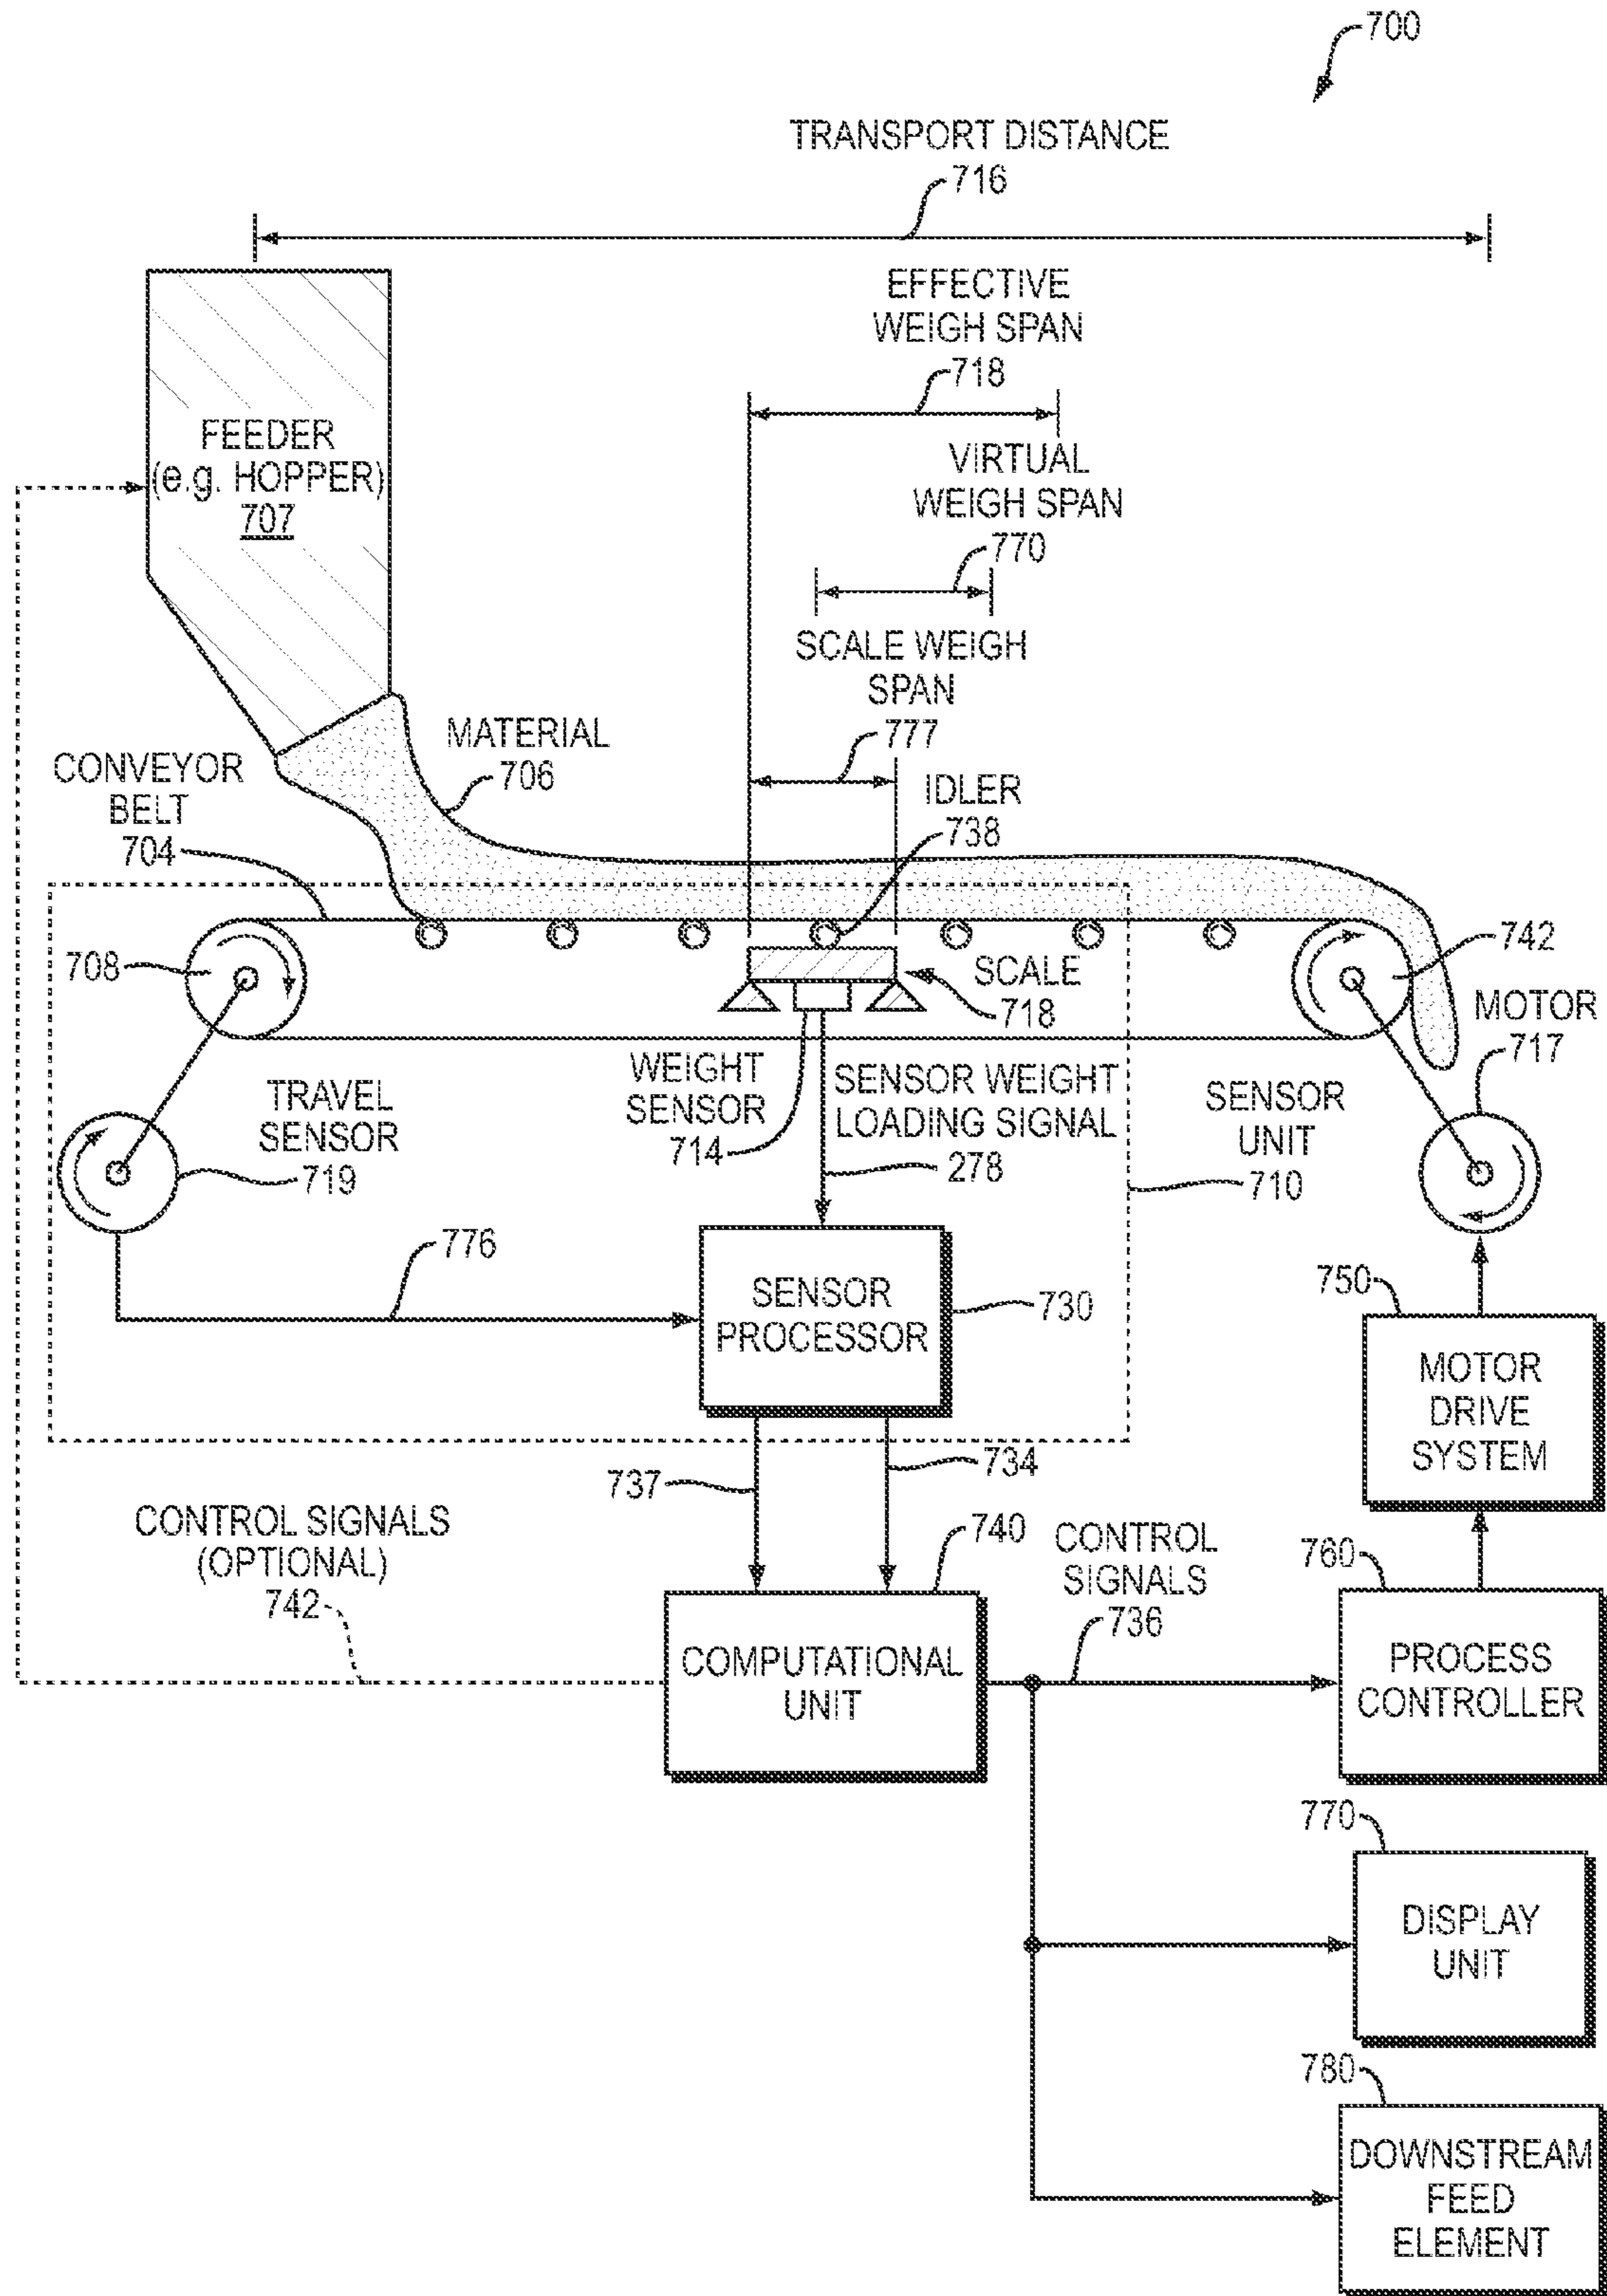 700
TRANSPORT DISTANCE
716
EFFECTIVE
WEIGH SPAN
718
VIRTUAL
WEIGH SPAN
770
SCALE WEIGH
SPAN
777
FEEDER
(e.g. HOPPER)
707
MATERIAL
706
CONVEYOR
BELT
704
IDLER
738
708
SCALE
718
742
MOTOR
717
TRAVEL
SENSOR
719
WEIGHT
SENSOR
714
SENSOR WEIGHT
LOADING SIGNAL
278
SENSOR
UNIT
710
776
SENSOR
PROCESSOR
730
750
MOTOR
DRIVE
SYSTEM
737
734
CONTROL SIGNALS
(OPTIONAL)
742
740
COMPUTATIONAL
UNIT
CONTROL
SIGNALS
736
760
PROCESS
CONTROLLER
770
DISPLAY
UNIT
780
DOWNSTREAM
FEED
ELEMENT